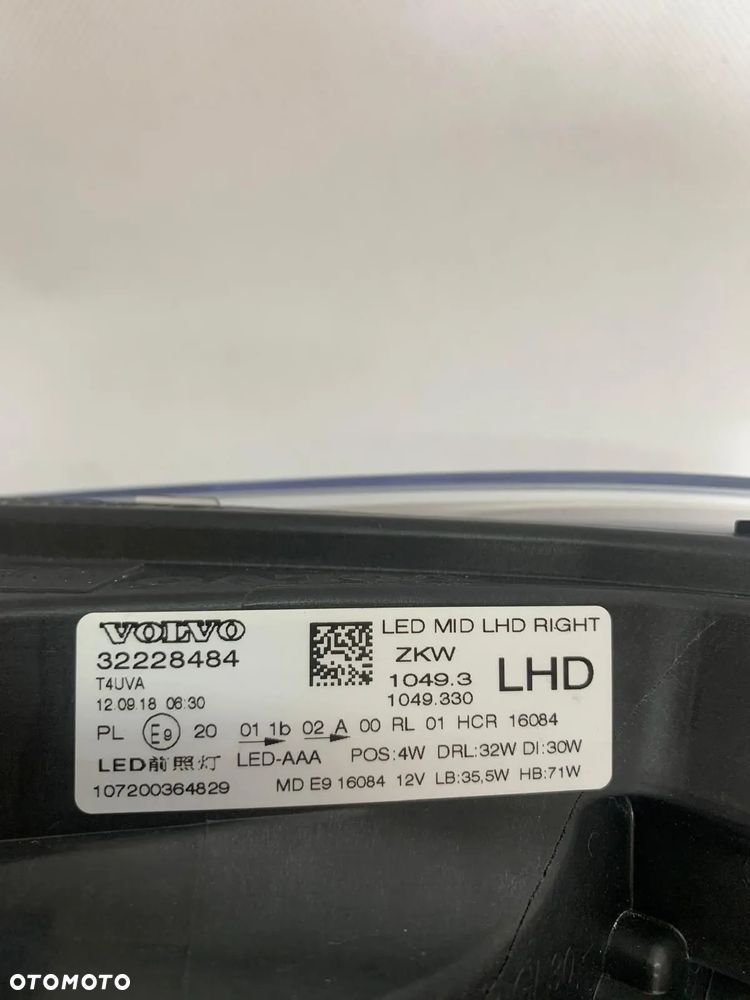 VOLVO
32228484
T4UVA
12.09.18 06:30
LED MID LHD RIGHT
ZKW
1049.3
1049.330
LHD
PL E9 20 01 1b 02 A 00 RL 01 HCR 16084
LED前照灯 LED-AAA POS:4W DRL:32W DI:30W
107200364829 MD E9 16084 12V LB:35,5W HB:71W
OTOMOTO